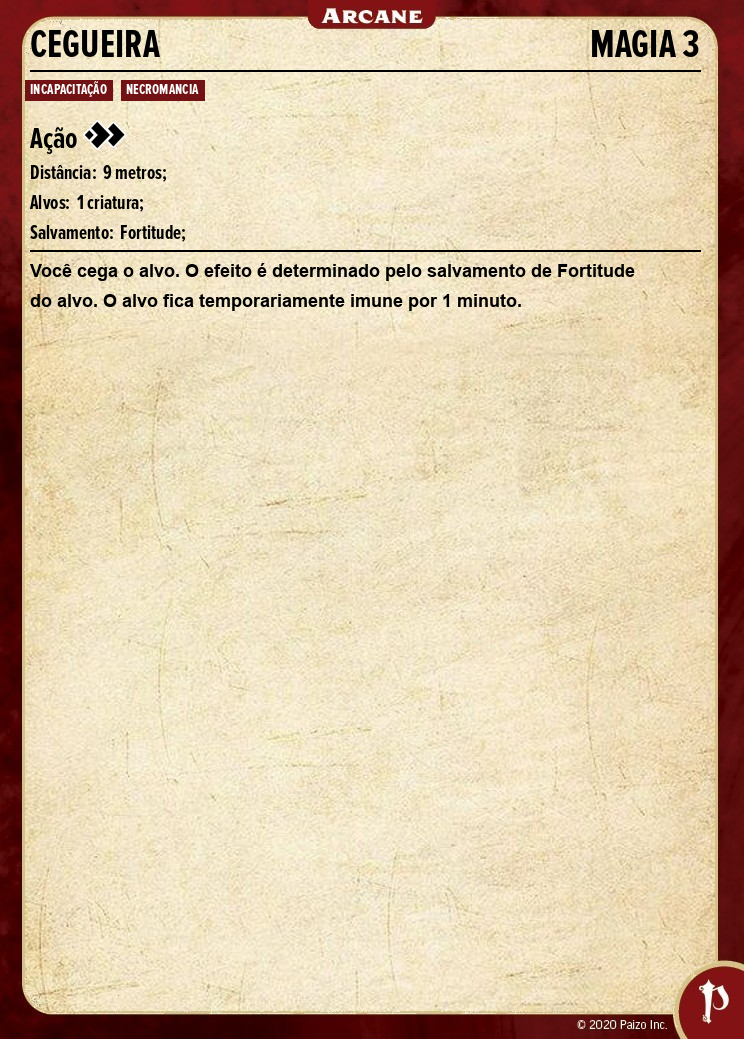 ARCANE
CEGUEIRA MAGIA 3
INCAPACITAÇÃO NECROMANCIA
Ação
Distância: 9 metros;
Alvos: 1 criatura;
Salvamento: Fortitude;
Você cega o alvo. O efeito é determinado pelo salvamento de Fortitude
do alvo. O alvo fica temporariamente imune por 1 minuto.
© 2020 Paizo Inc.